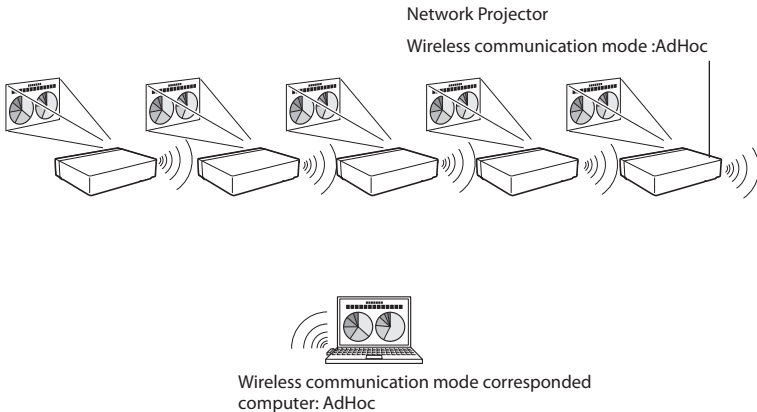 Network Projector
Wireless communication mode :AdHoc
Wireless communication mode corresponded
computer: AdHoc